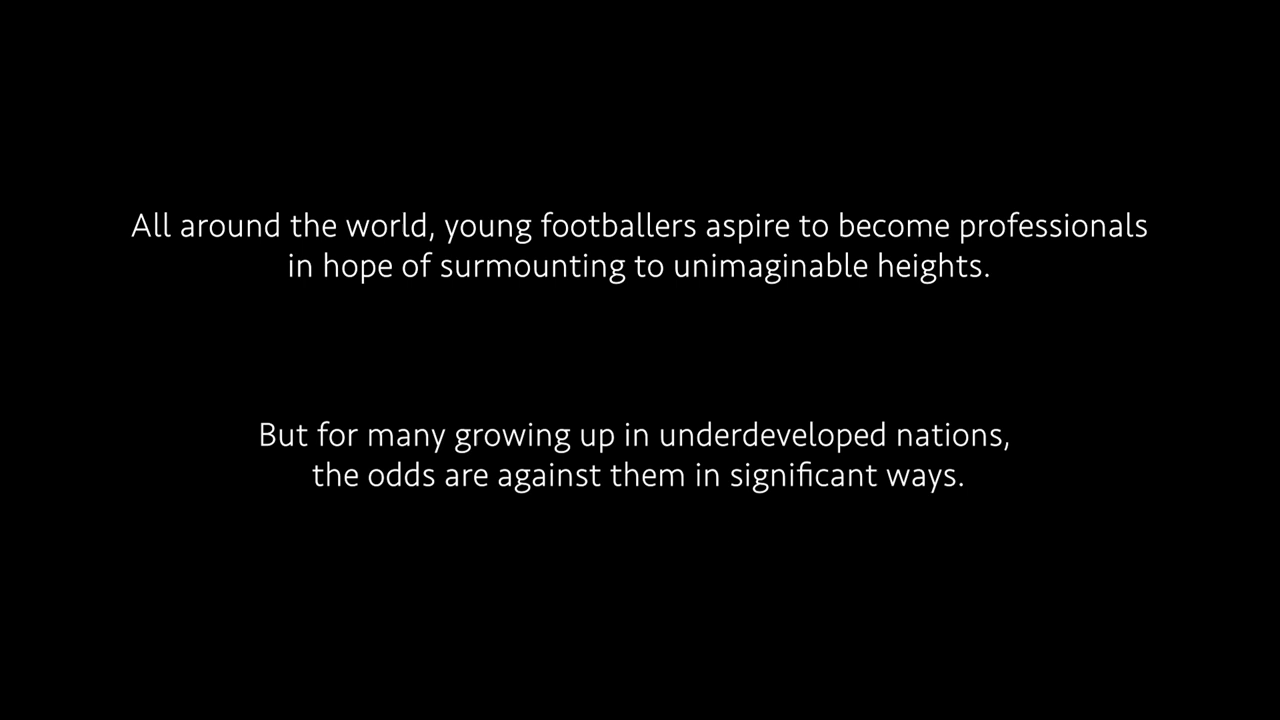 All around the world, young footballers aspire to become professionals
in hope of surmounting to unimaginable heights.
But for many growing up in underdeveloped nations,
the odds are against them in significant ways.